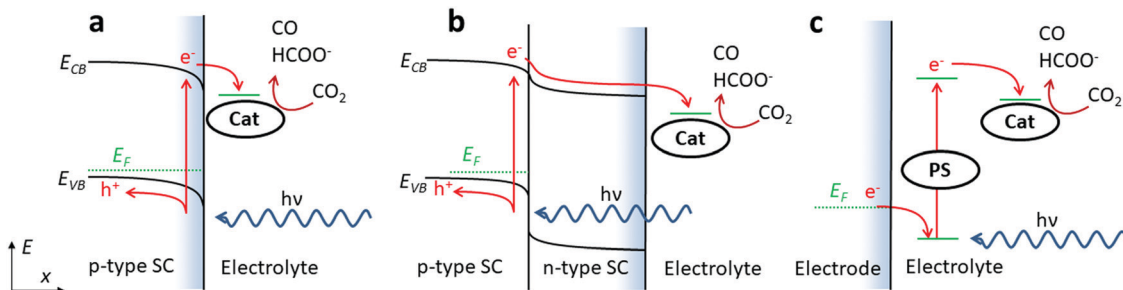 a
CO
HCOO⁻
e⁻
E_CB
CO₂
Cat
E_F
E_VB
h⁺
hν
E
x
p-type SC
Electrolyte
b
CO
HCOO⁻
e⁻
E_CB
CO₂
Cat
E_F
E_VB
h⁺
hν
p-type SC
n-type SC
Electrolyte
c
CO
HCOO⁻
e⁻
CO₂
Cat
PS
E_F
e⁻
hν
Electrode
Electrolyte